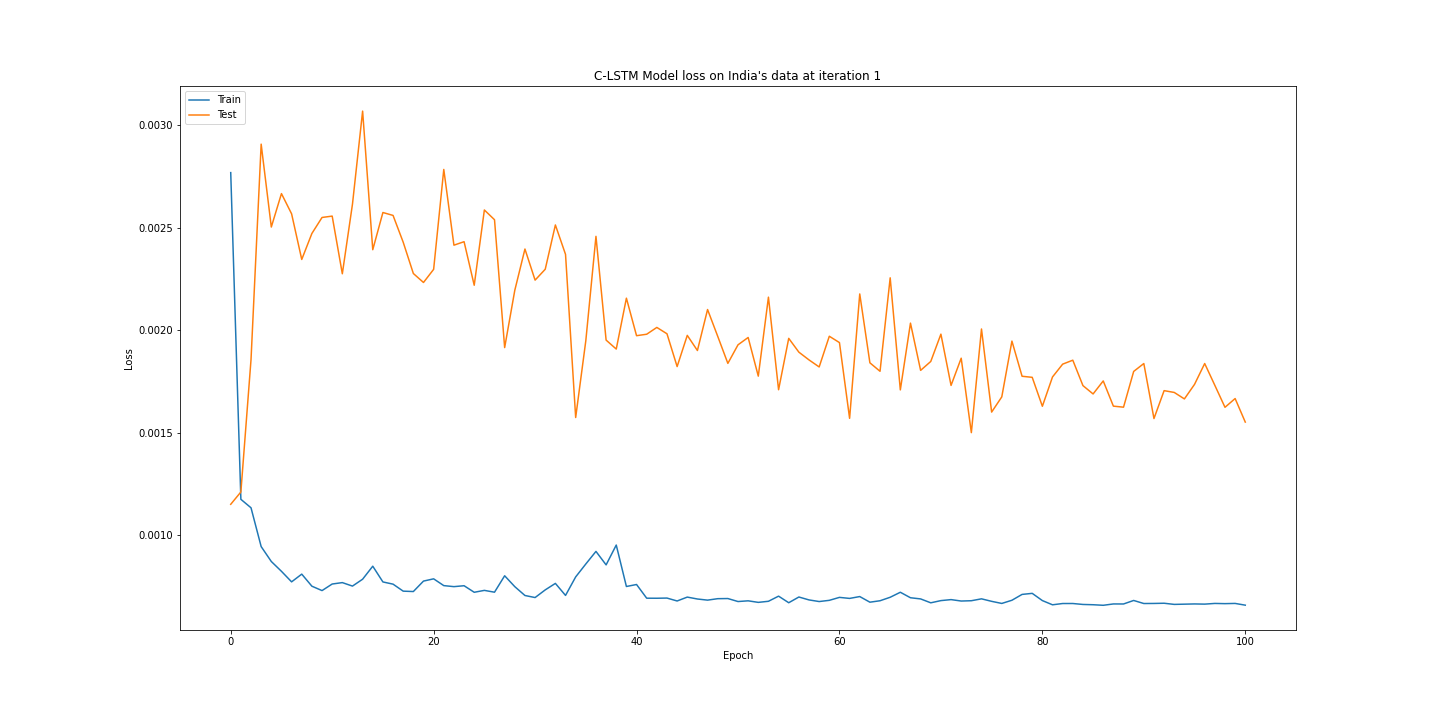 C-LSTM Model loss on India's data at iteration 1
Train
Test
0.0030
0.0025
0.0020
0.0015
0.0010
Loss
0 20 40 60 80 100
Epoch